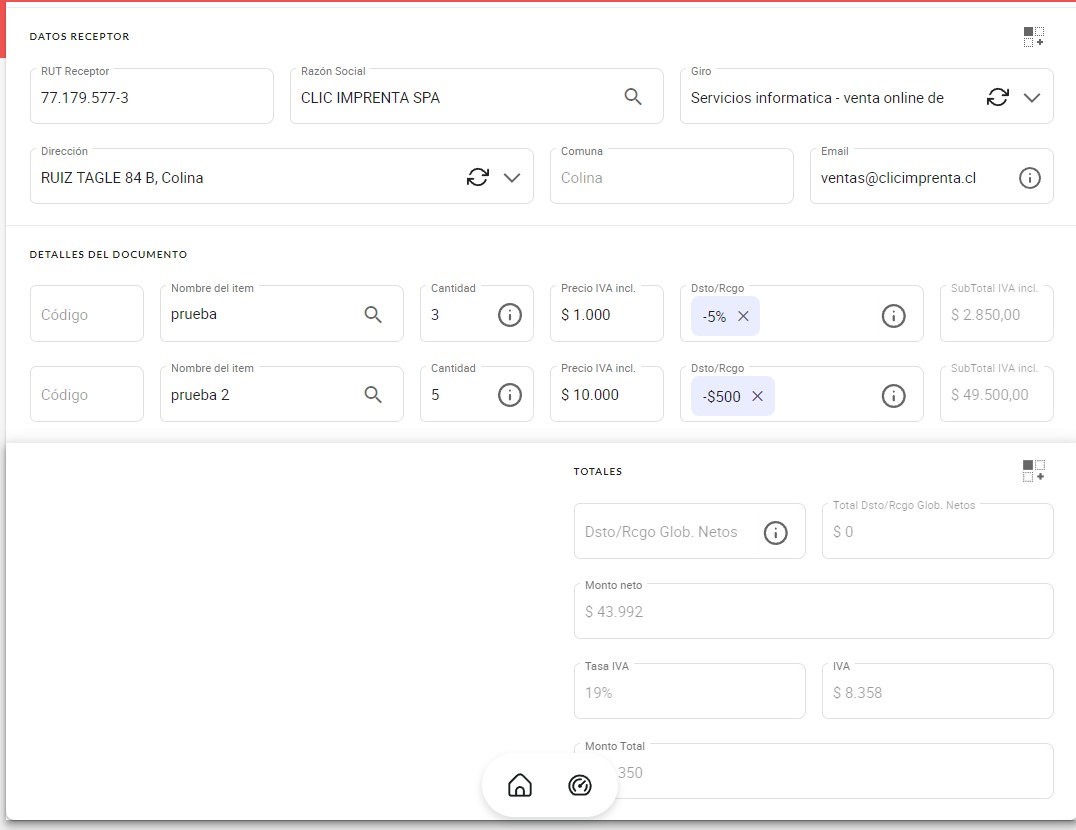 DATOS RECEPTOR
RUT Receptor
77.179.577-3
Razón Social
CLIC IMPRENTA SPA
Giro
Servicios informatica - venta online de
Dirección
RUIZ TAGLE 84 B, Colina
Comuna
Colina
Email
ventas@clicimprenta.cl
DETALLES DEL DOCUMENTO
Código
Nombre del item
prueba
Cantidad
3
Precio IVA incl.
$ 1.000
Dsto/Rcgo
-5%
SubTotal IVA incl.
$ 2.850,00
Código
Nombre del item
prueba 2
Cantidad
5
Precio IVA incl.
$ 10.000
Dsto/Rcgo
-$500
SubTotal IVA incl.
$ 49.500,00
TOTALES
Dsto/Rcgo Glob. Netos
Total Dsto/Rcgo Glob. Netos
$ 0
Monto neto
$ 43.992
Tasa IVA
19%
IVA
$ 8.358
Monto Total
350